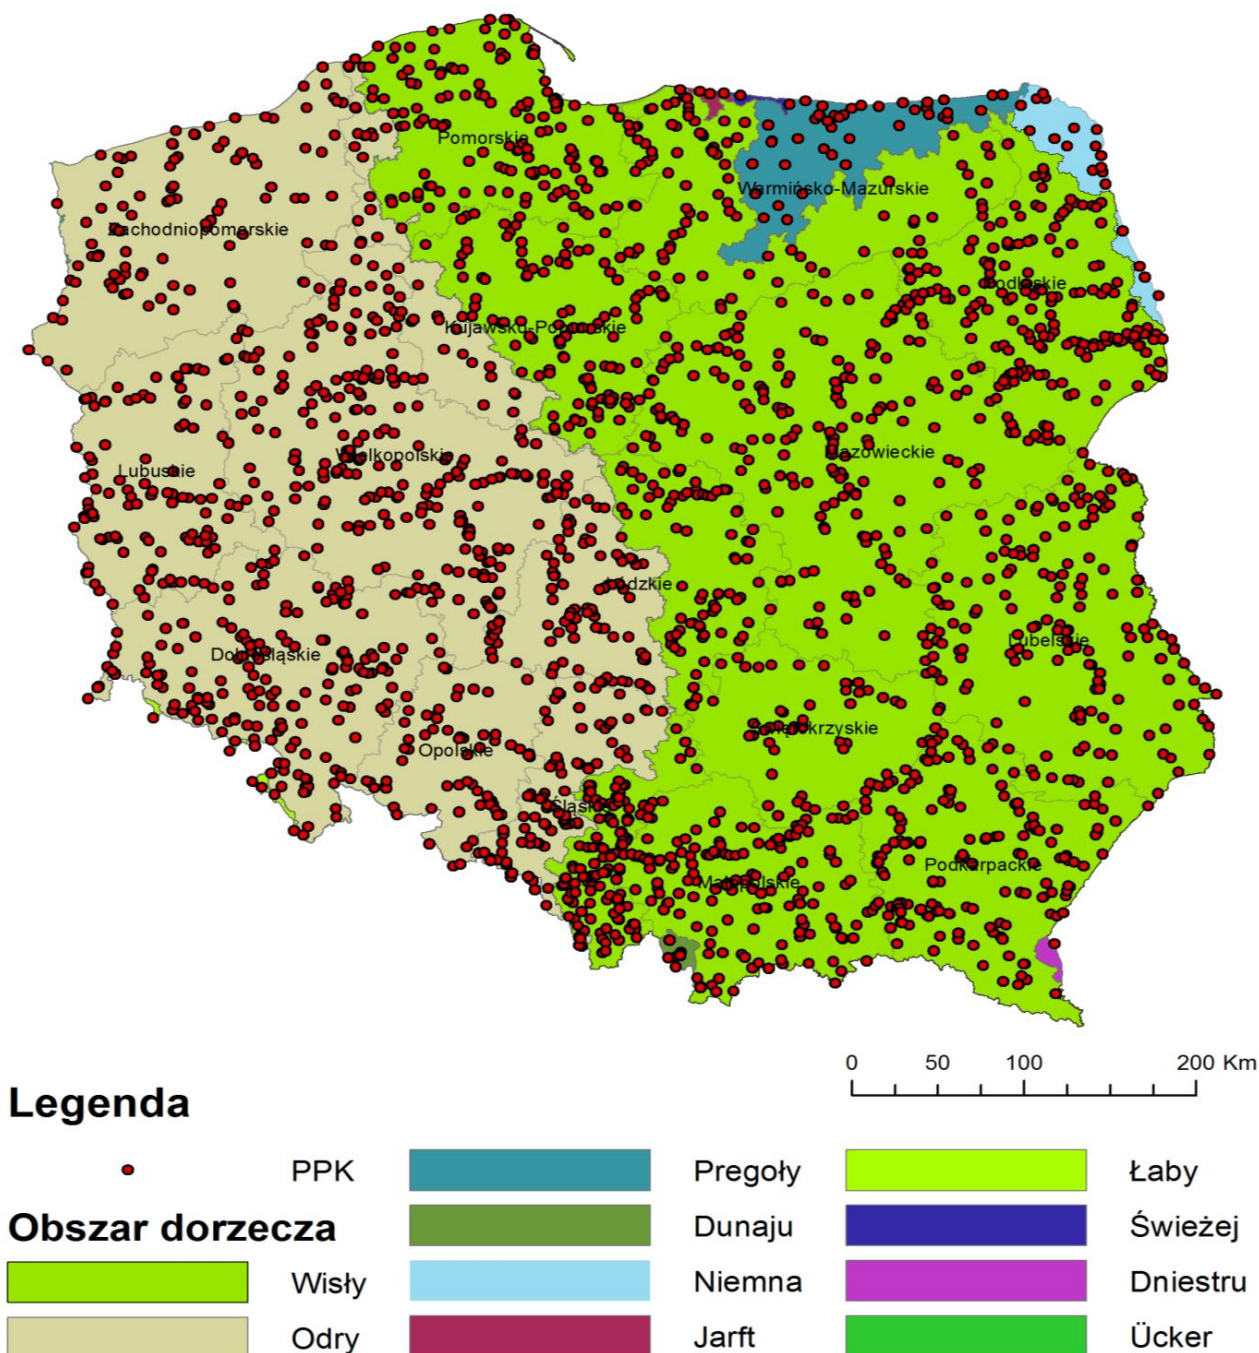 Pomorskie
Warmińsko-Mazurskie
Zachodniopomorskie
Podlaskie
Kujawsko-Pomorskie
Wielkopolskie
Mazowieckie
Lubuskie
Łódzkie
Lubelskie
Dolnośląskie
Świętokrzyskie
Opolskie
Śląskie
Podkarpackie
Małopolskie
0 50 100 200 Km
Legenda
PPK
Obszar dorzecza
Wisły
Odry
Pregoły
Dunaju
Niemna
Jarft
Łaby
Świeżej
Dniestru
Ücker